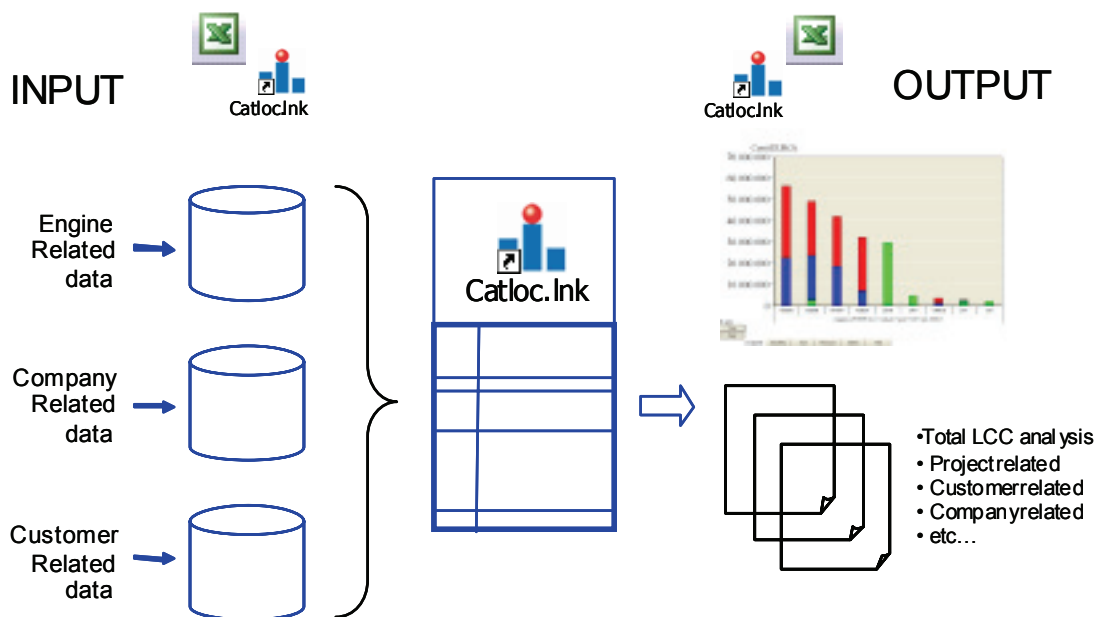 INPUT
Catloc.lnk
Catloc.lnk
OUTPUT
Engine
Related
data
Company
Related
data
Customer
Related
data
Catloc.lnk
•Total LCC analysis
• Projectrelated
• Customerrelated
• Companyrelated
• etc...